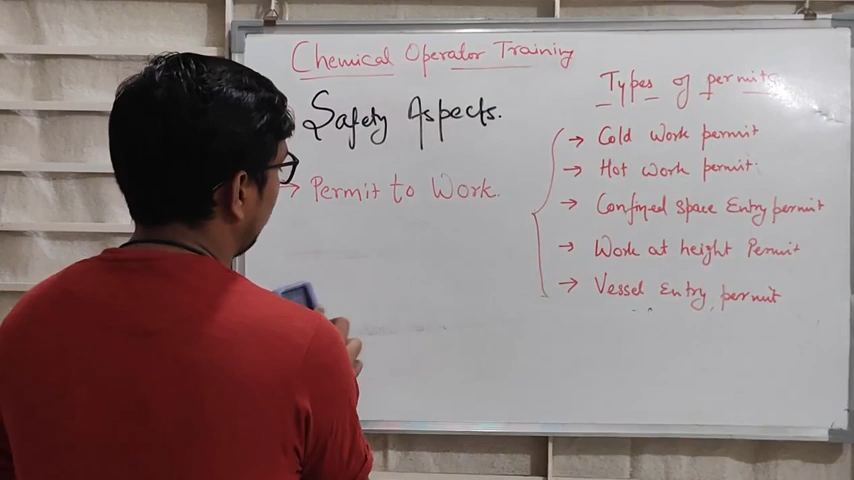 Chemical Operator Training
Safety Aspects.
→ Permit to Work.
Types of permits
→ Cold Work permit
→ Hot work permit.
→ Confined space Entry permit
→ Work at height Permit
→ Vessel Entry permit